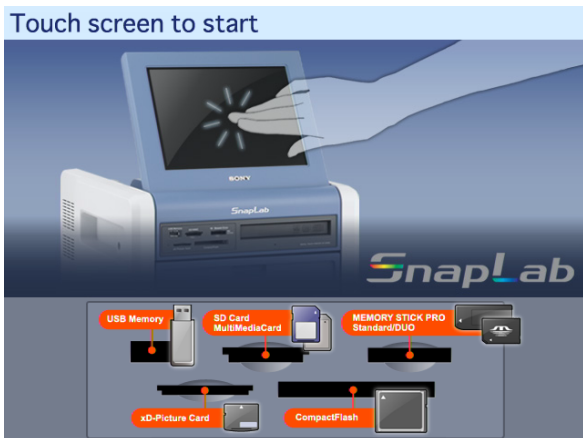 Touch screen to start
SONY
SnapLab
SnapLab
USB Memory
SD Card
MultiMediaCard
MEMORY STICK PRO
Standard/DUO
xD-Picture Card
CompactFlash